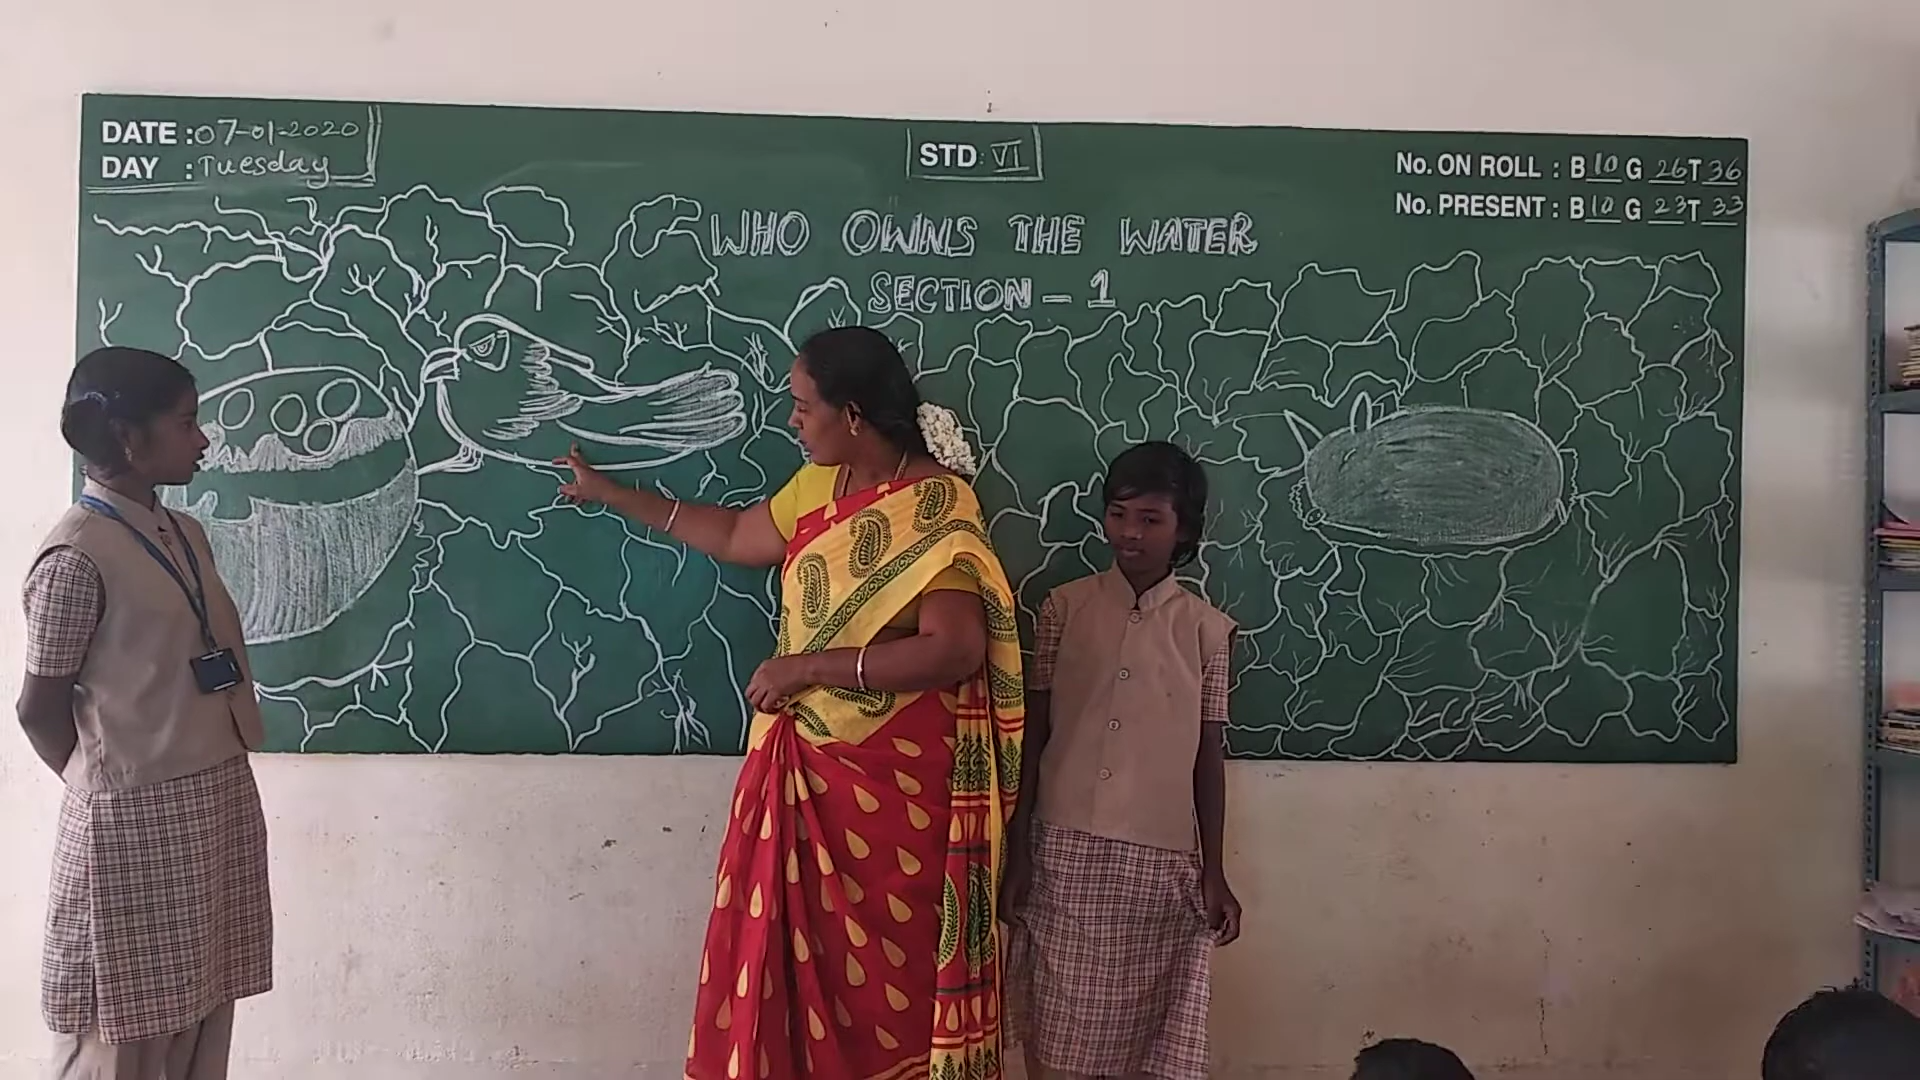 DATE : 07-01-2020
DAY : Tuesday
STD : VI
No. ON ROLL : B 10 G 26 T 36
No. PRESENT : B 10 G 23 T 33
WHO OWNS THE WATER
SECTION - 1